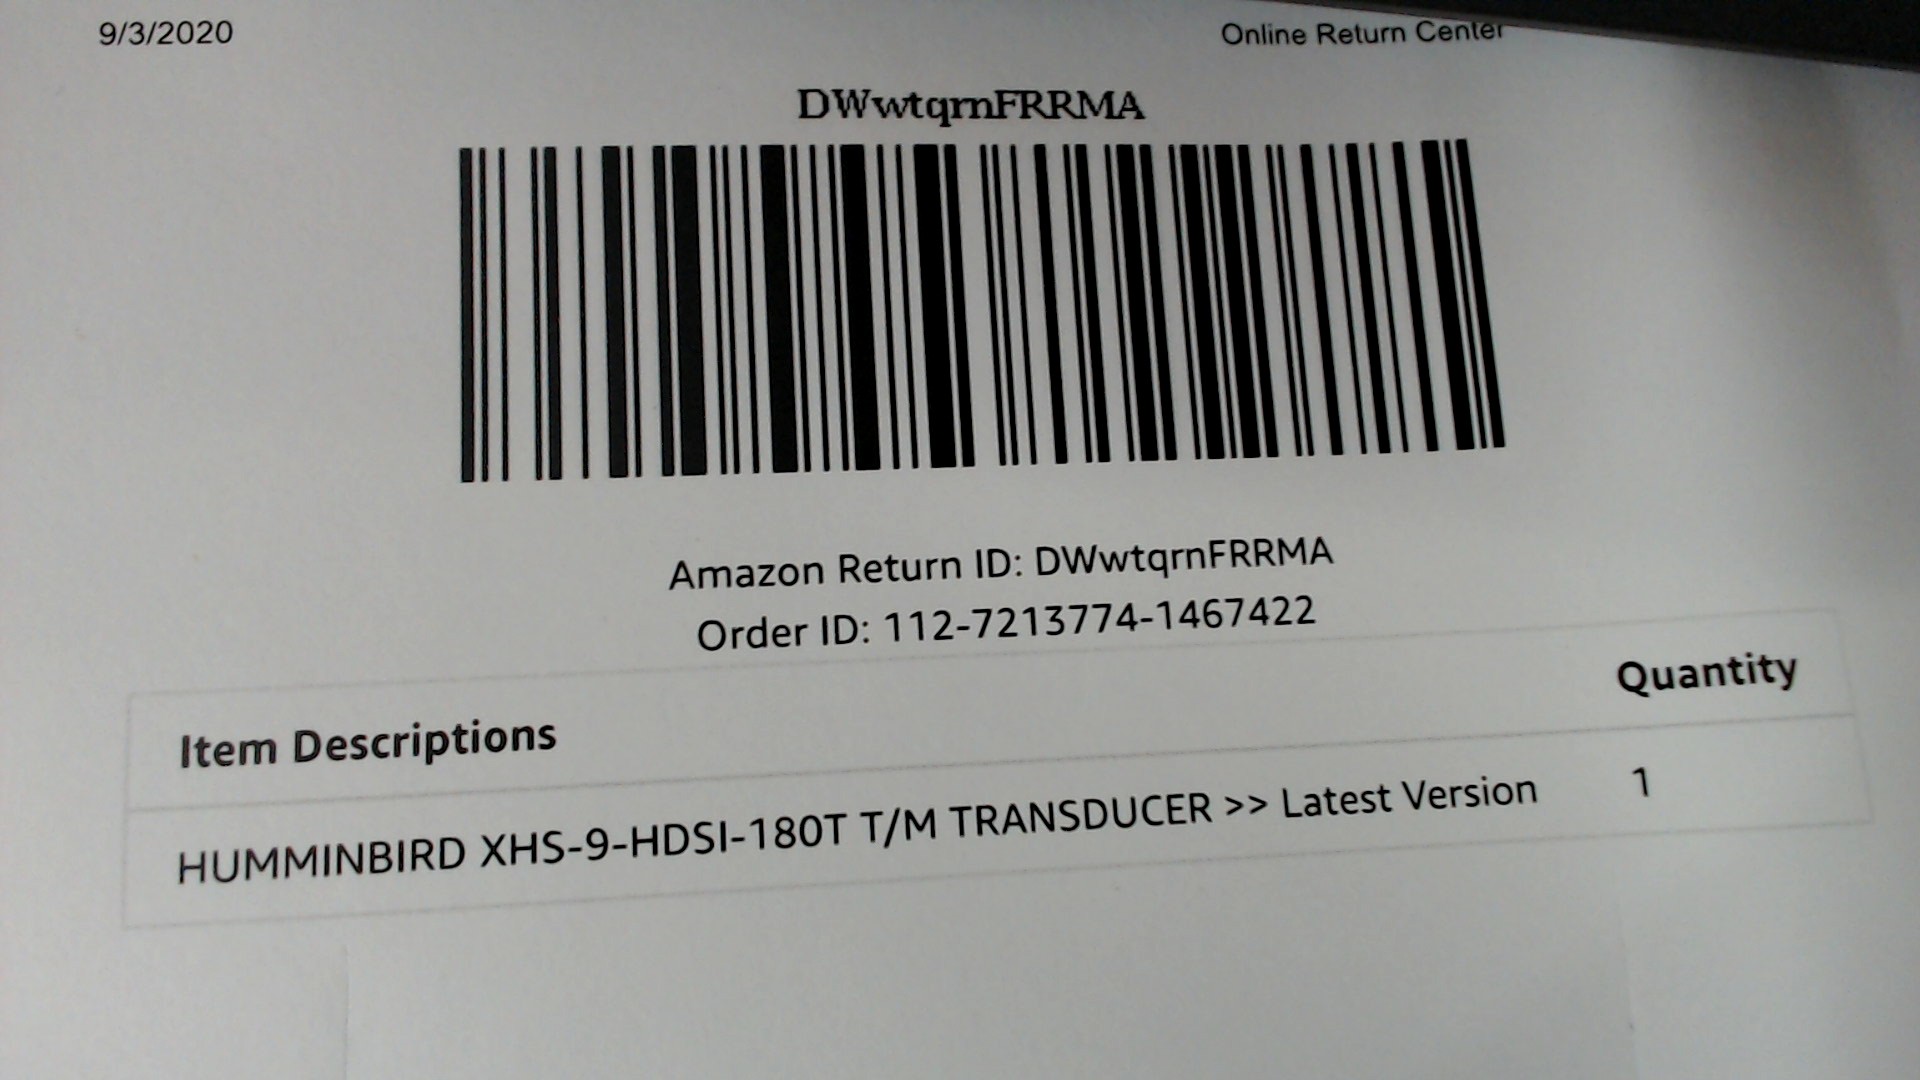 9/3/2020 Online Return Center
DWwtqrnFRRMA
Amazon Return ID: DWwtqrnFRRMA
Order ID: 112-7213774-1467422
Item Descriptions Quantity
HUMMINBIRD XHS-9-HDSI-180T T/M TRANSDUCER >> Latest Version 1